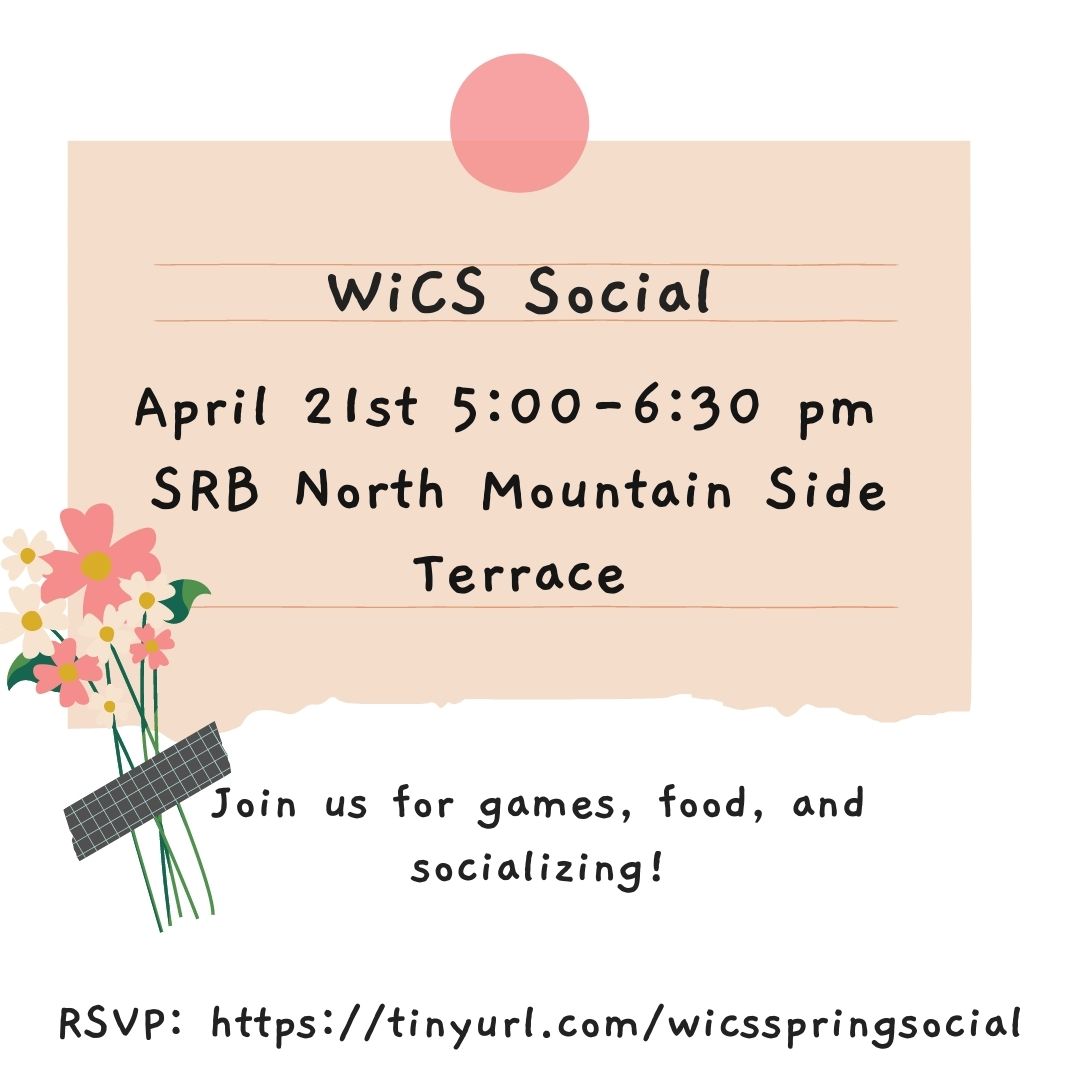 WiCS Social
April 21st 5:00-6:30 pm
SRB North Mountain Side
Terrace
Join us for games, food, and
socializing!
RSVP: https://tinyurl.com/wicsspringsocial